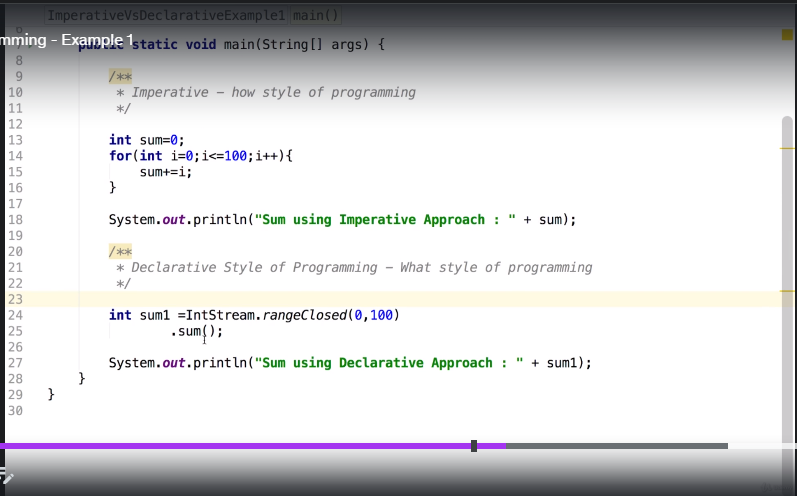 ImperativeVsDeclarativeExample1 main()
mming - Example 1
7 public static void main(String[] args) {
8
9 /**
10 * Imperative – how style of programming
11 */
12
13 int sum=0;
14 for(int i=0;i<=100;i++){
15 sum+=i;
16 }
17
18 System.out.println("Sum using Imperative Approach : " + sum);
19
20 /**
21 * Declarative Style of Programming – What style of programming
22 */
23
24 int sum1 =IntStream.rangeClosed(0,100)
25 .sum();
26
27 System.out.println("Sum using Declarative Approach : " + sum1);
28 }
29 }
30